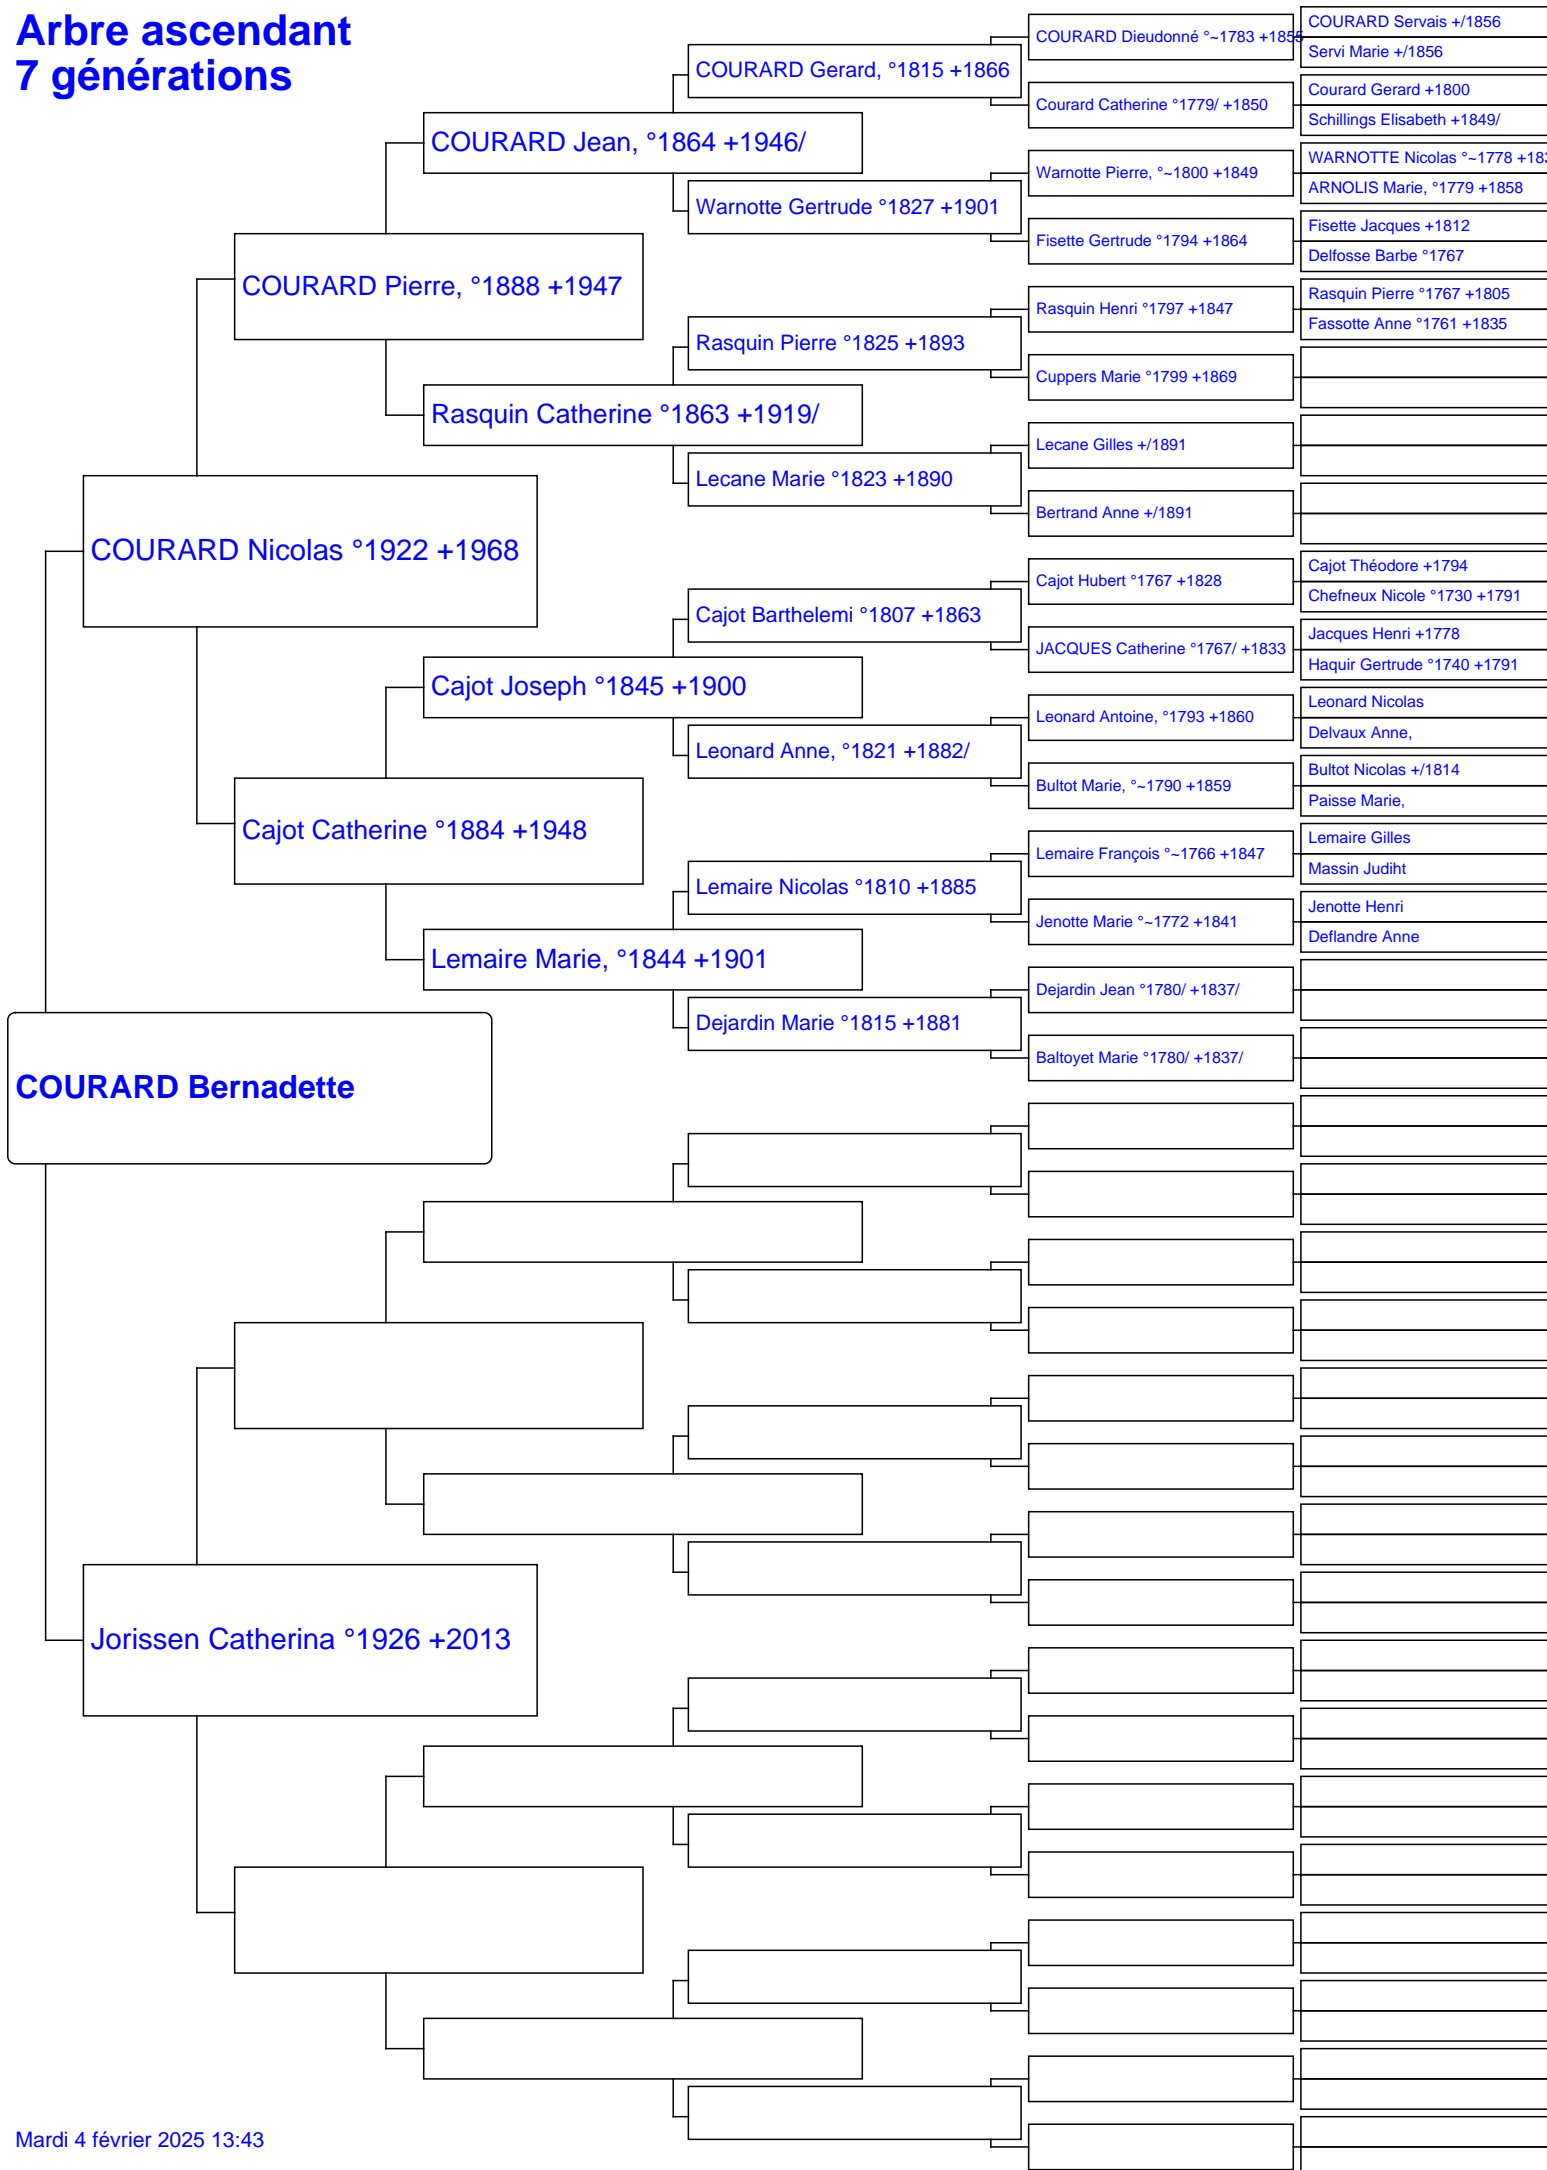 Arbre ascendant
7 générations
COURARD Bernadette
COURARD Nicolas °1922 +1968
Jorissen Catherina °1926 +2013
COURARD Pierre, °1888 +1947
Cajot Catherine °1884 +1948
COURARD Jean, °1864 +1946/
Rasquin Catherine °1863 +1919/
Cajot Joseph °1845 +1900
Lemaire Marie, °1844 +1901
COURARD Gerard, °1815 +1866
Warnotte Gertrude °1827 +1901
Rasquin Pierre °1825 +1893
Lecane Marie °1823 +1890
Cajot Barthelemi °1807 +1863
Leonard Anne, °1821 +1882/
Lemaire Nicolas °1810 +1885
Dejardin Marie °1815 +1881
COURARD Dieudonné °~1783 +1855
Courard Catherine °1779/ +1850
Warnotte Pierre, °~1800 +1849
Fisette Gertrude °1794 +1864
Rasquin Henri °1797 +1847
Cuppers Marie °1799 +1869
Lecane Gilles +/1891
Bertrand Anne +/1891
Cajot Hubert °1767 +1828
JACQUES Catherine °1767/ +1833
Leonard Antoine, °1793 +1860
Bultot Marie, °~1790 +1859
Lemaire François °~1766 +1847
Jenotte Marie °~1772 +1841
Dejardin Jean °1780/ +1837/
Baltoyet Marie °1780/ +1837/
COURARD Servais +/1856
Servi Marie +/1856
Courard Gerard +1800
Schillings Elisabeth +1849/
WARNOTTE Nicolas °~1778
ARNOLIS Marie, °1779 +1858
Fisette Jacques +1812
Delfosse Barbe °1767
Rasquin Pierre °1767 +1805
Fassotte Anne °1761 +1835
Cajot Théodore +1794
Chefneux Nicole °1730 +1791
Jacques Henri +1778
Haquir Gertrude °1740 +1791
Leonard Nicolas
Delvaux Anne,
Bultot Nicolas +/1814
Paisse Marie,
Lemaire Gilles
Massin Judiht
Jenotte Henri
Deflandre Anne
Mardi 4 février 2025 13:43